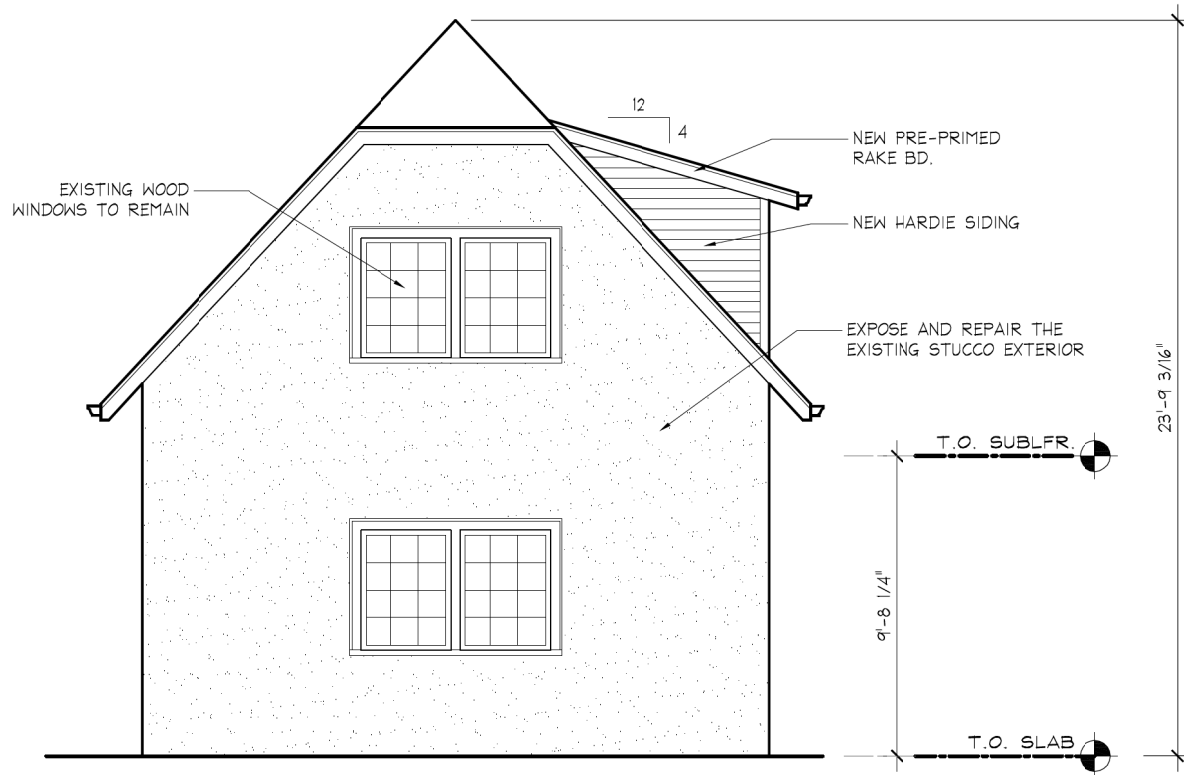 12
4
NEW PRE-PRIMED
RAKE BD.
EXISTING WOOD
WINDOWS TO REMAIN
NEW HARDIE SIDING
EXPOSE AND REPAIR THE
EXISTING STUCCO EXTERIOR
23'-9 3/16"
T.O. SUBLFR.
9'-8 1/4"
T.O. SLAB